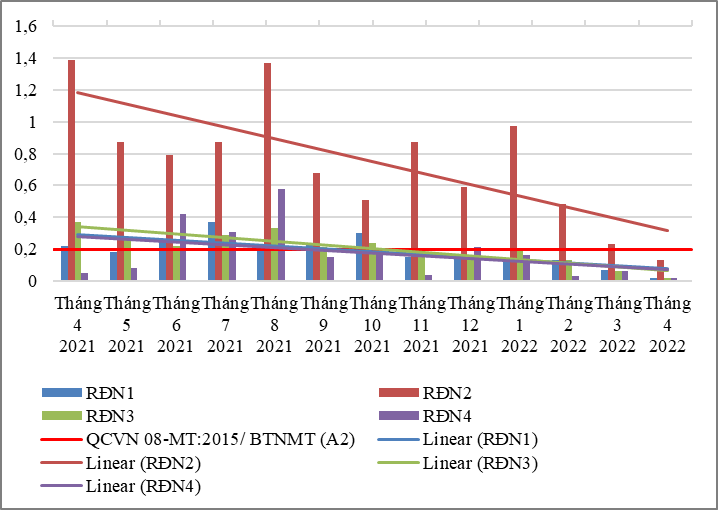 1,6
1,4
1,2
1
0,8
0,6
0,4
0,2
0
Tháng Tháng Tháng Tháng Tháng Tháng Tháng Tháng Tháng Tháng Tháng Tháng Tháng
4 5 6 7 8 9 10 11 12 1 2 3 4
2021 2021 2021 2021 2021 2021 2021 2021 2021 2022 2022 2022 2022
RĐN1 RĐN2
RĐN3 RĐN4
QCVN 08-MT:2015/ BTNMT (A2) Linear (RĐN1)
Linear (RĐN2) Linear (RĐN3)
Linear (RĐN4)